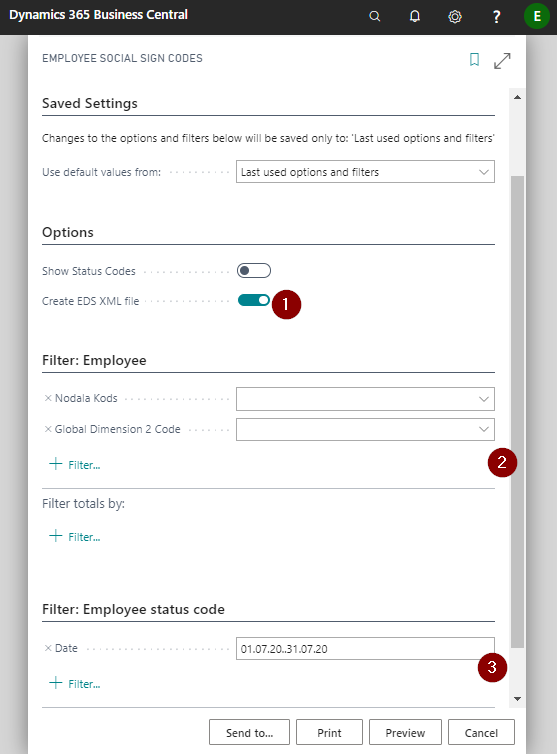 Dynamics 365 Business Central
?
E
EMPLOYEE SOCIAL SIGN CODES
Saved Settings
Changes to the options and filters below will be saved only to: 'Last used options and filters'
Use default values from:
Last used options and filters
Options
Show Status Codes
Create EDS XML file
1
Filter: Employee
Nodala Kods
Global Dimension 2 Code
Filter...
2
Filter totals by:
Filter...
Filter: Employee status code
Date
01.07.20..31.07.20
3
Filter...
Send to...
Print
Preview
Cancel